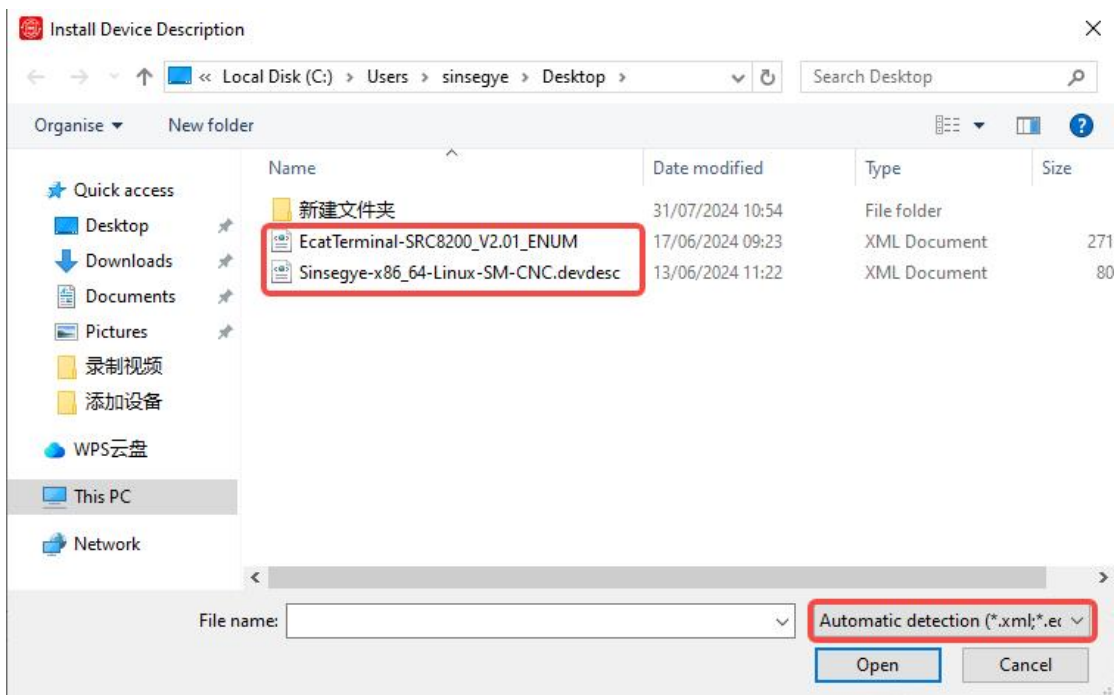 Install Device Description
« Local Disk (C:) › Users › sinsegye › Desktop ›
Search Desktop
Organise
New folder
Name Date modified Type Size
Quick access
Desktop
Downloads
Documents
Pictures
录制视频
添加设备
WPS云盘
This PC
Network
新建文件夹 31/07/2024 10:54 File folder
EcatTerminal-SRC8200_V2.01_ENUM 17/06/2024 09:23 XML Document 271
Sinsegye-x86_64-Linux-SM-CNC.devdesc 13/06/2024 11:22 XML Document 80
File name:
Automatic detection (*.xml;*.ec
Open
Cancel